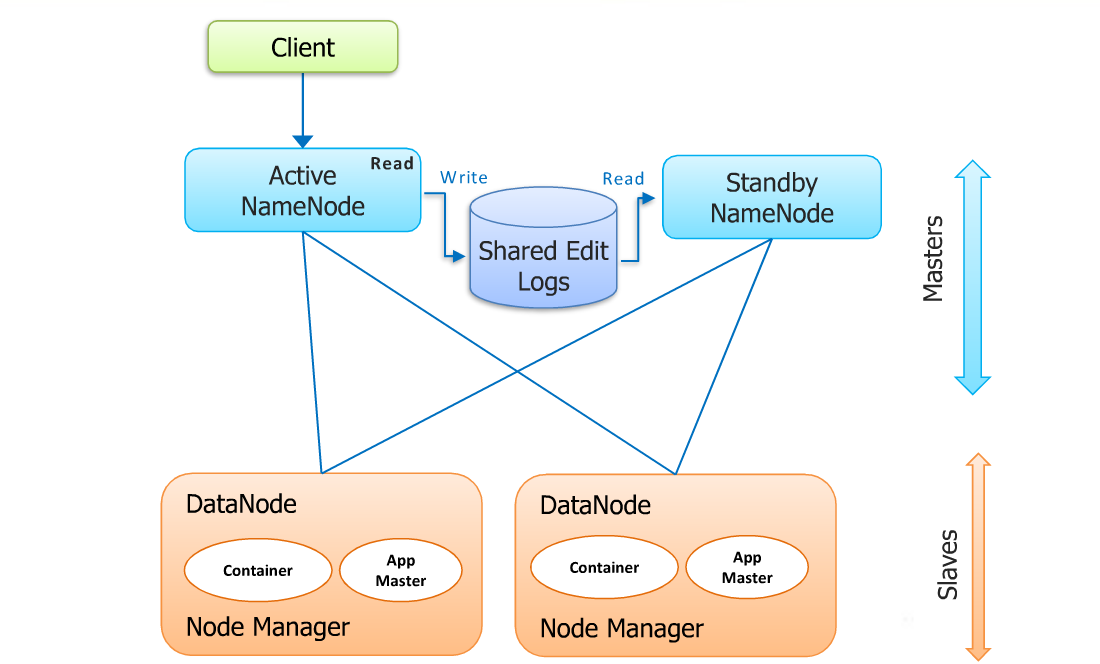 Client
Read
Active
NameNode
Write
Read
Standby
NameNode
Shared Edit
Logs
Masters
DataNode
Container
App
Master
Node Manager
DataNode
Container
App
Master
Node Manager
Slaves